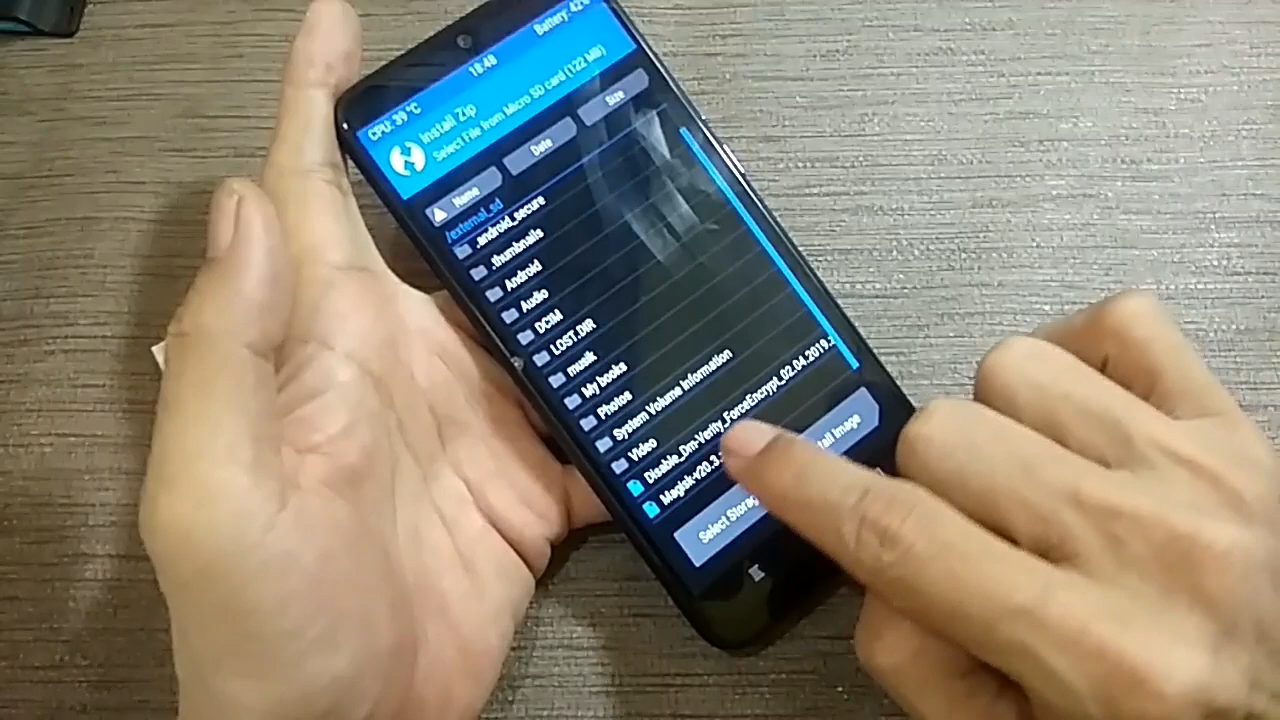 CPU: 39 °C 18:48 Battery: 42%
Install Zip
Select File from Micro SD card (122 MB)
Name Date Size
/external_sd
.android_secure
.thumbnails
Android
Audio
DCIM
LOST.DIR
musik
My books
Photos
System Volume Information
Video
Disable_Dm-Verity_ForceEncrypt_02.04.2019.
Magisk-v20.3
Select Storag tall Image